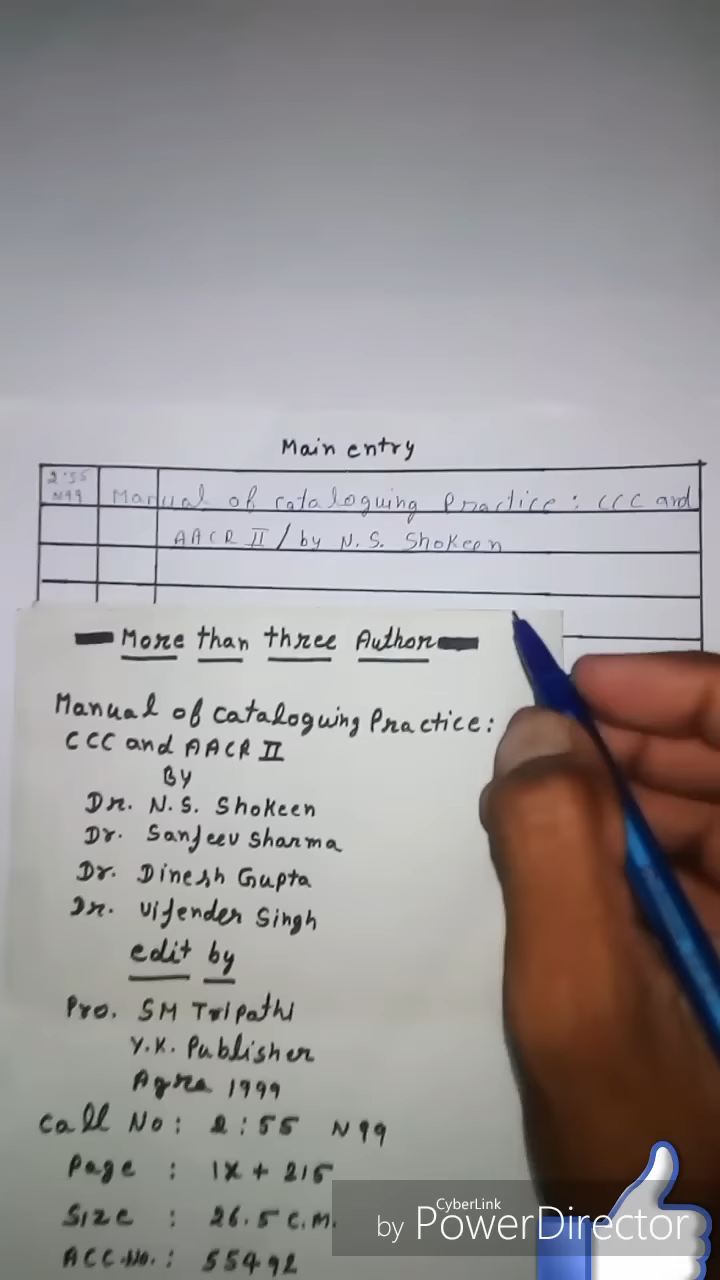 Main entry
2:55
N99
Manual of cataloguing Practice: CCC and
AACR II / by N. S. Shokeen
More than three Author
Manual of cataloguing Practice:
CCC and AACR II
By
Dr. N.S. Shokeen
Dr. Sanjeev Sharma
Dr. Dinesh Gupta
Dr. Vijender Singh
edit by
Pro. SM Tripathi
Y.K. Publisher
Agra 1999
Call No: 2:55 N99
Page : IX + 215
Size : 26.5 C.M.
ACC.No.: 55492
CyberLink
by PowerDirector